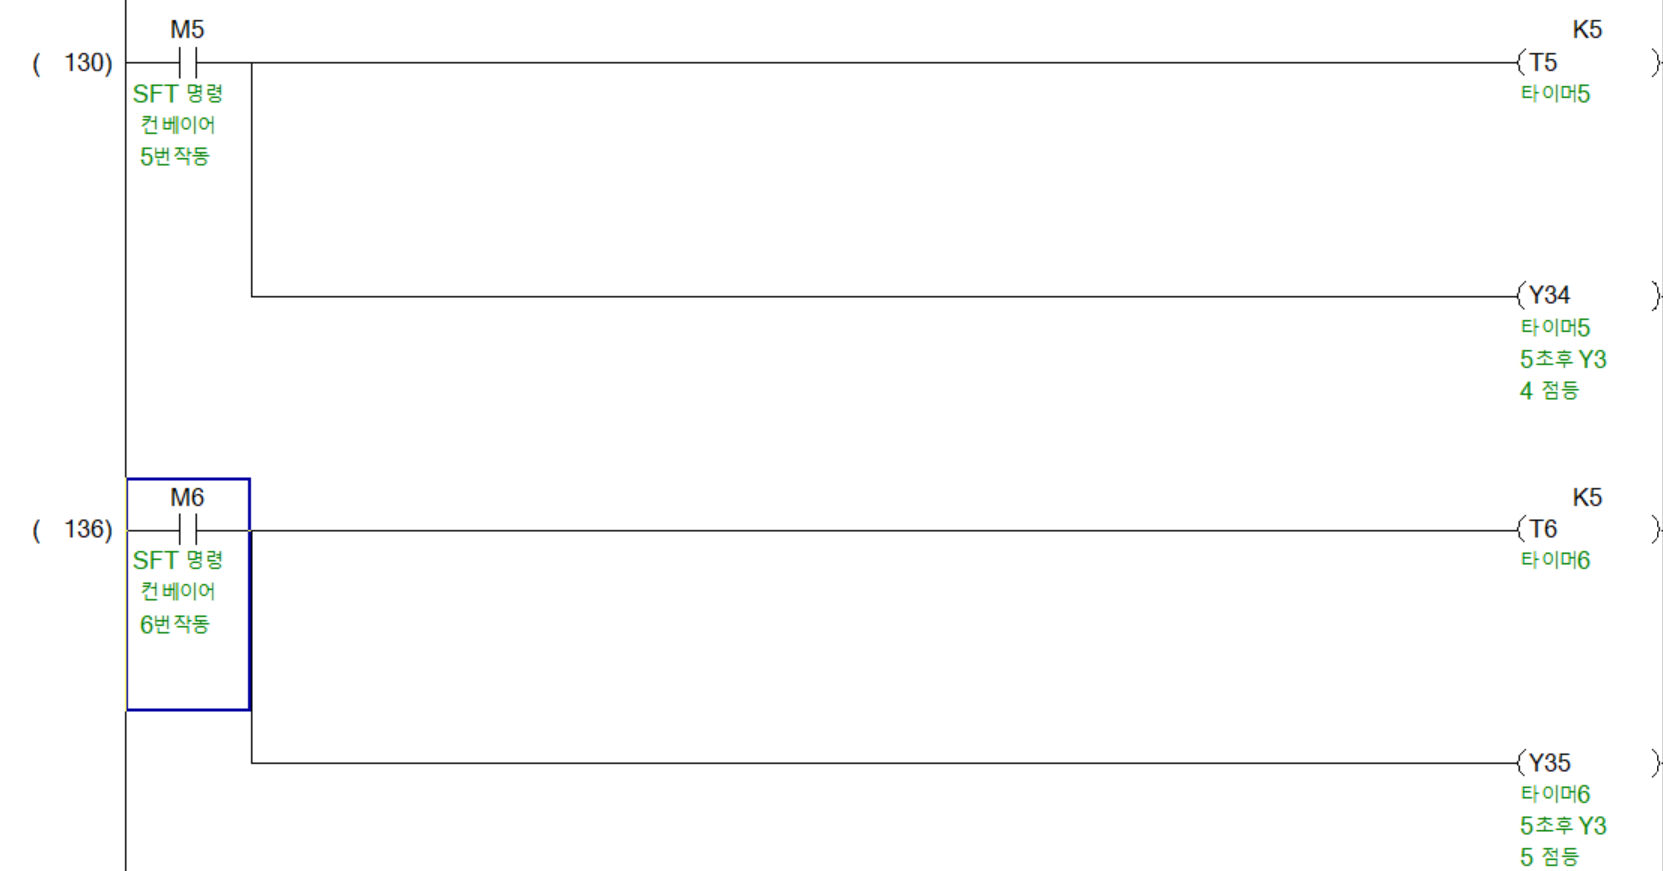 M5
K5
( 130)
(T5 )
SFT 명령
컨베이어
5번작동
타이머5
(Y34 )
타이머5
5초후 Y3
4 점등
M6
K5
( 136)
(T6 )
SFT 명령
컨베이어
6번작동
타이머6
(Y35 )
타이머6
5초후 Y3
5 점등